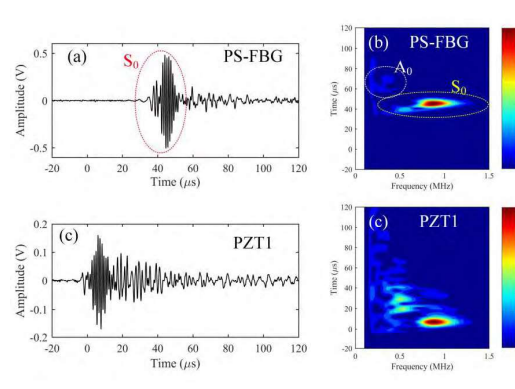 (a)
S0
PS-FBG
Amplitude (V)
0.5
0
-0.5
-20 0 20 40 60 80 100 120
Time (μs)
(b) PS-FBG
A0
S0
Time (μs)
120
100
80
60
40
20
0
-20
0 0.5 1 1.5
Frequency (MHz)
(c)
PZT1
Amplitude (V)
0.2
0.1
0
-0.1
-0.2
-20 0 20 40 60 80 100 120
Time (μs)
(c) PZT1
Time (μs)
120
100
80
60
40
20
0
-20
0 0.5 1 1.5
Frequency (MHz)